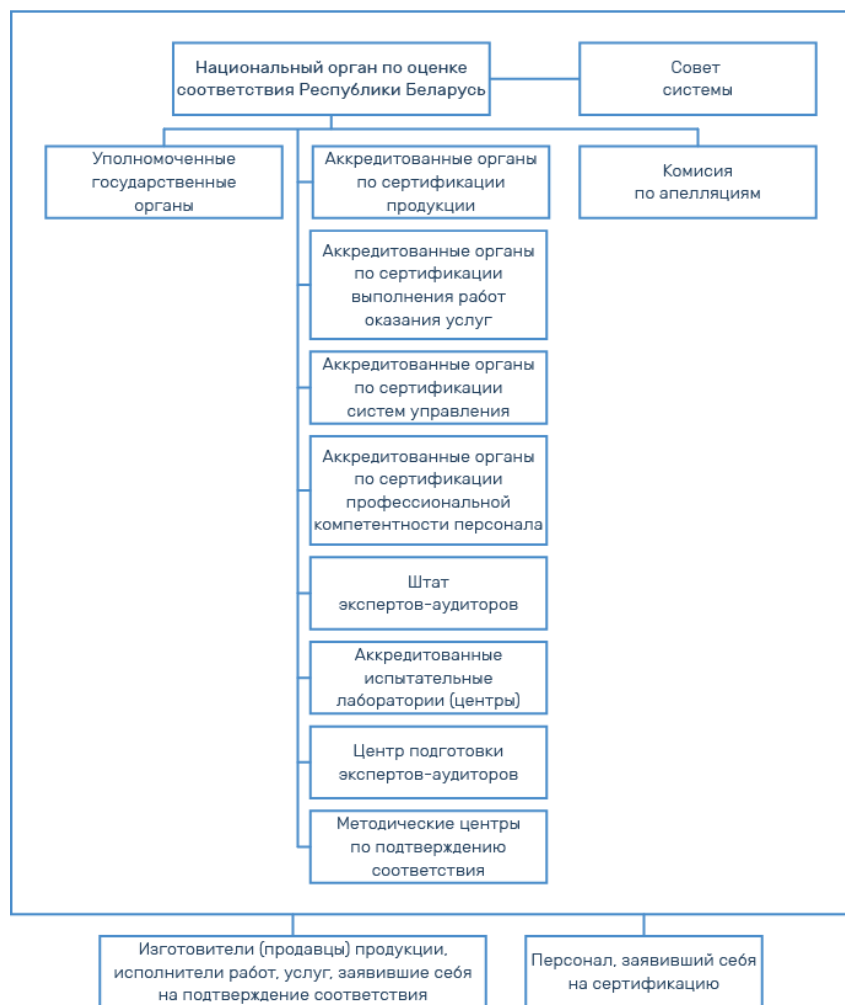 Национальный орган по оценке
соответствия Республики Беларусь
Совет
системы
Уполномоченные
государственные
органы
Аккредитованные органы
по сертификации
продукции
Комисия
по апелляциям
Аккредитованные органы
по сертификации
выполнения работ
оказания услуг
Аккредитованные органы
по сертификации
систем управления
Аккредитованные органы
по сертификации
профессиональной
компетентности персонала
Штат
экспертов-аудиторов
Аккредитованные
испытательные
лаборатории (центры)
Центр подготовки
экспертов-аудиторов
Методические центры
по подтверждению
соответствия
Изготовители (продавцы) продукции,
исполнители работ, услуг, заявившие себя
на подтверждение соответствия
Персонал, заявивший себя
на сертификацию